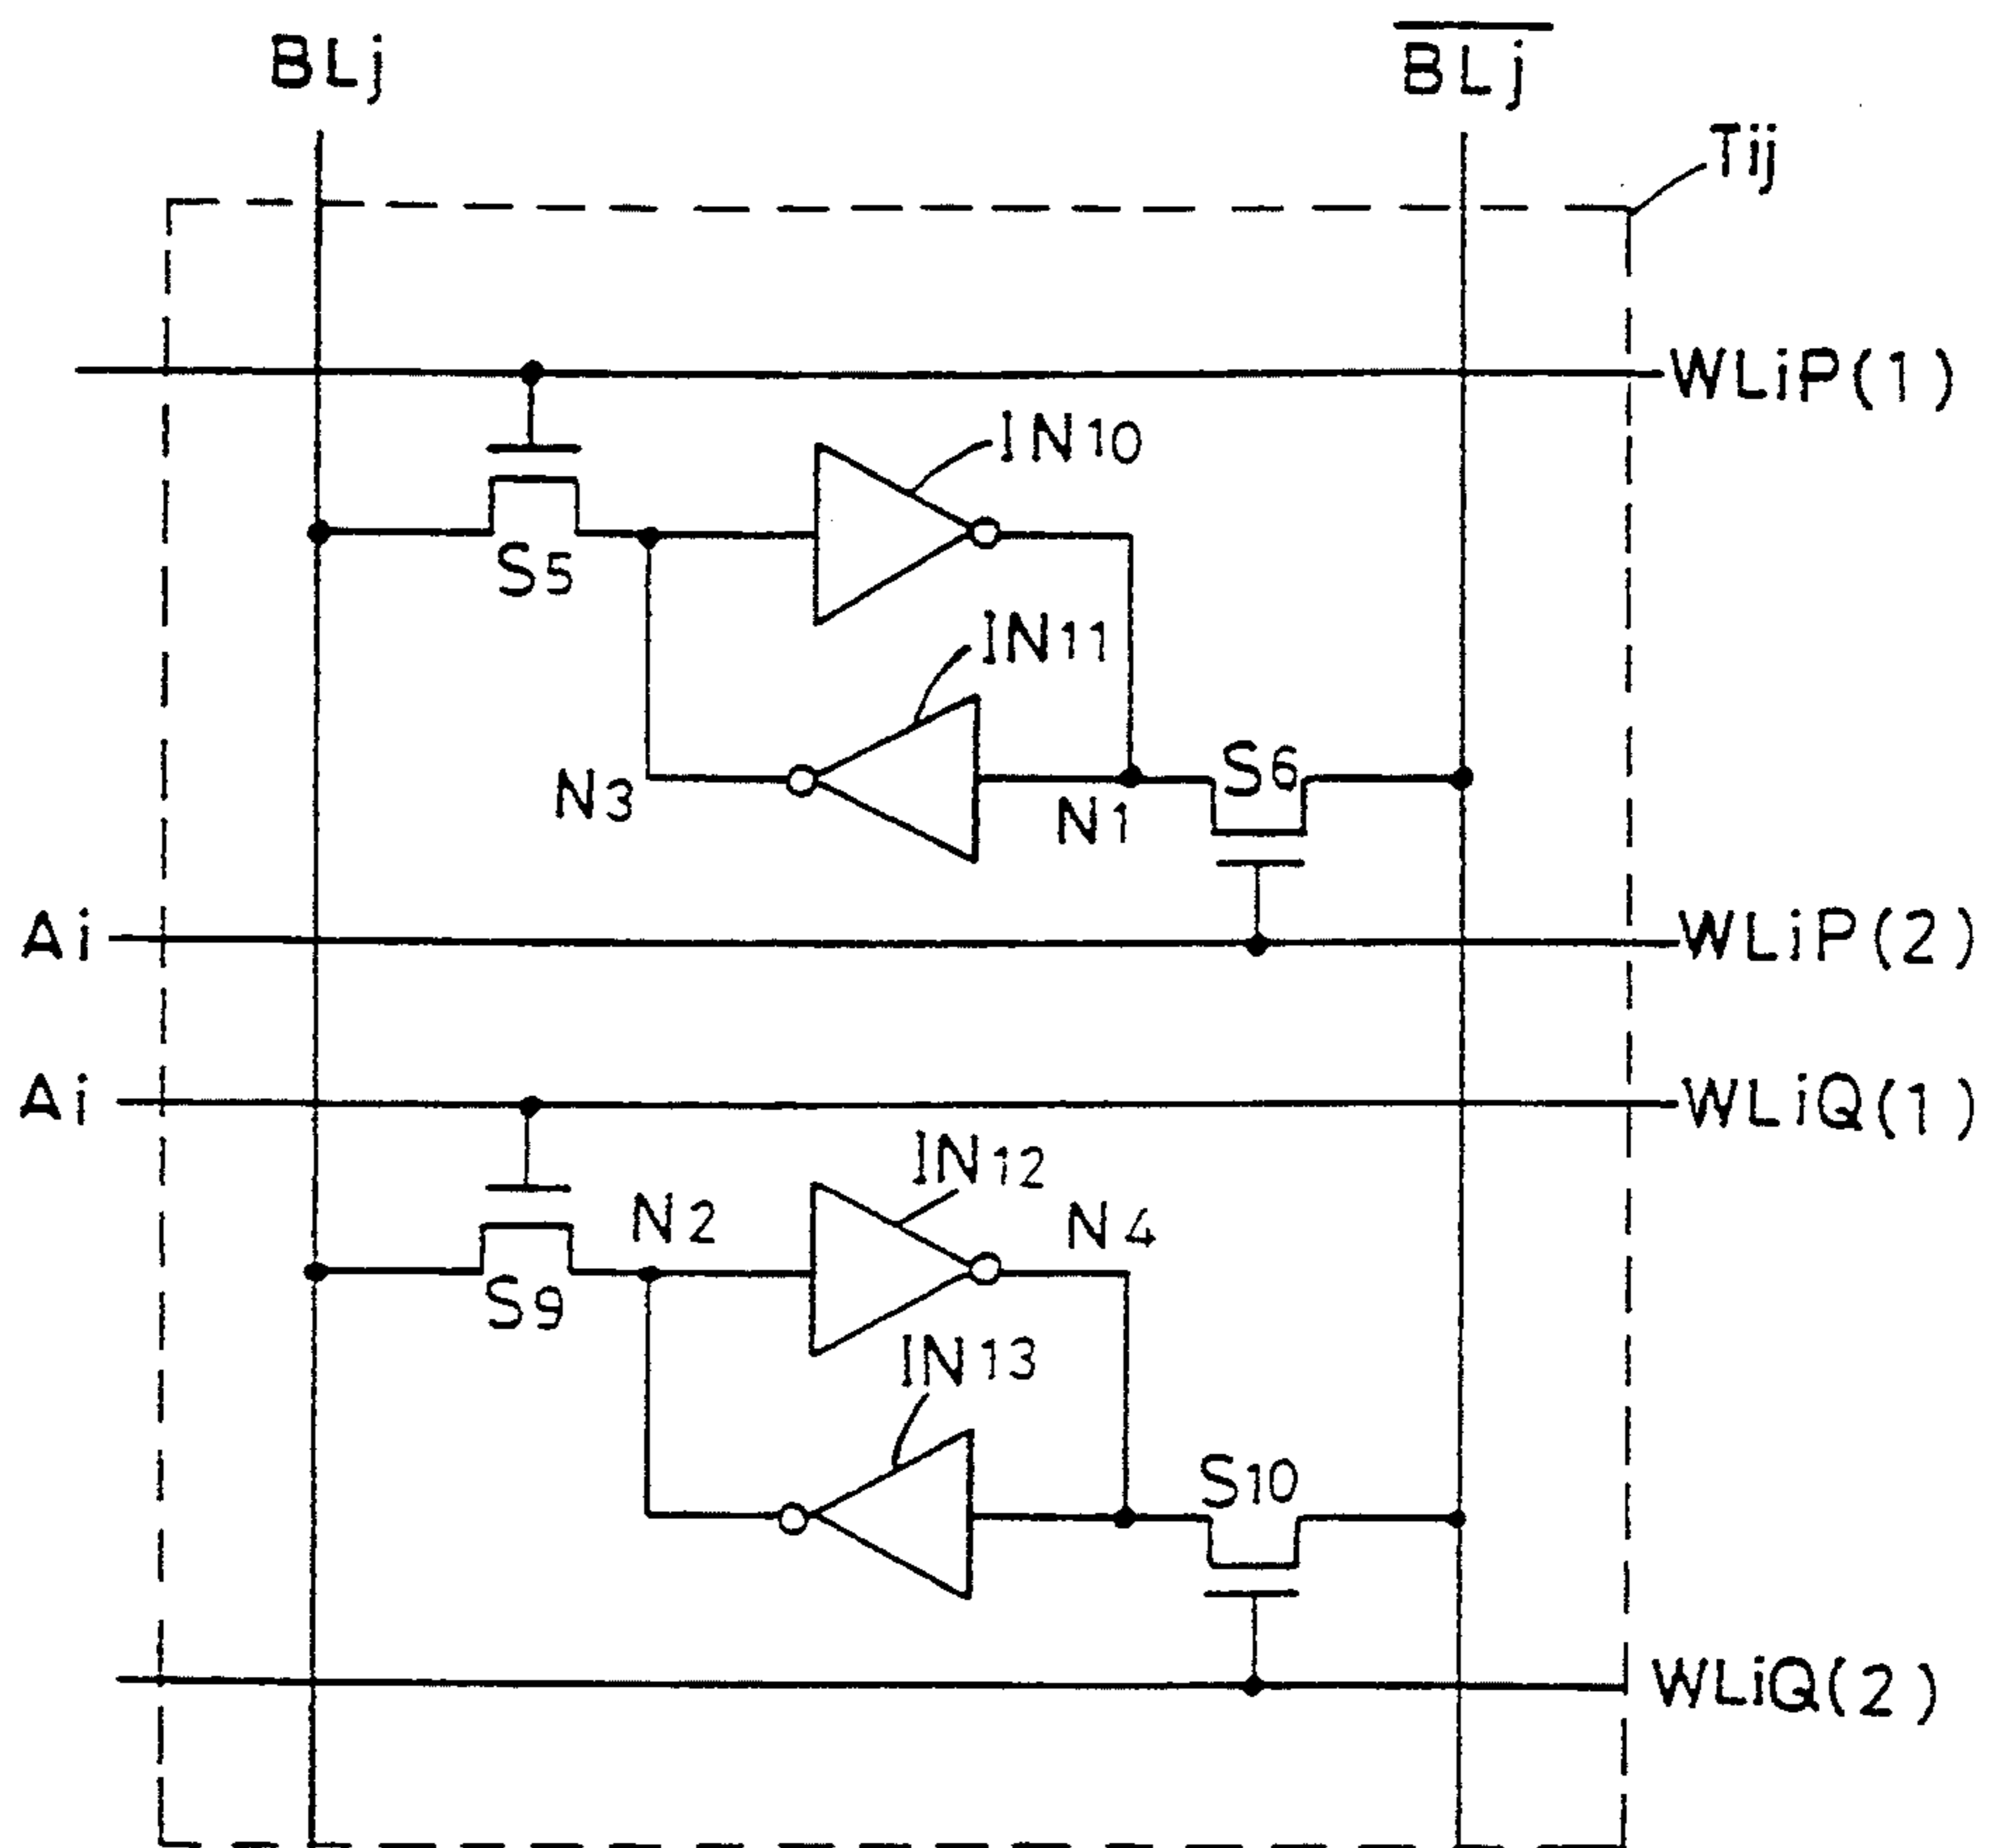 BLj
B̅L̅j̅
Tij
WLiP(1)
IN10
S5
IN11
S6
N3
N1
Ai
WLiP(2)
Ai
WLiQ(1)
IN12
N2
N4
S9
IN13
S10
WLiQ(2)